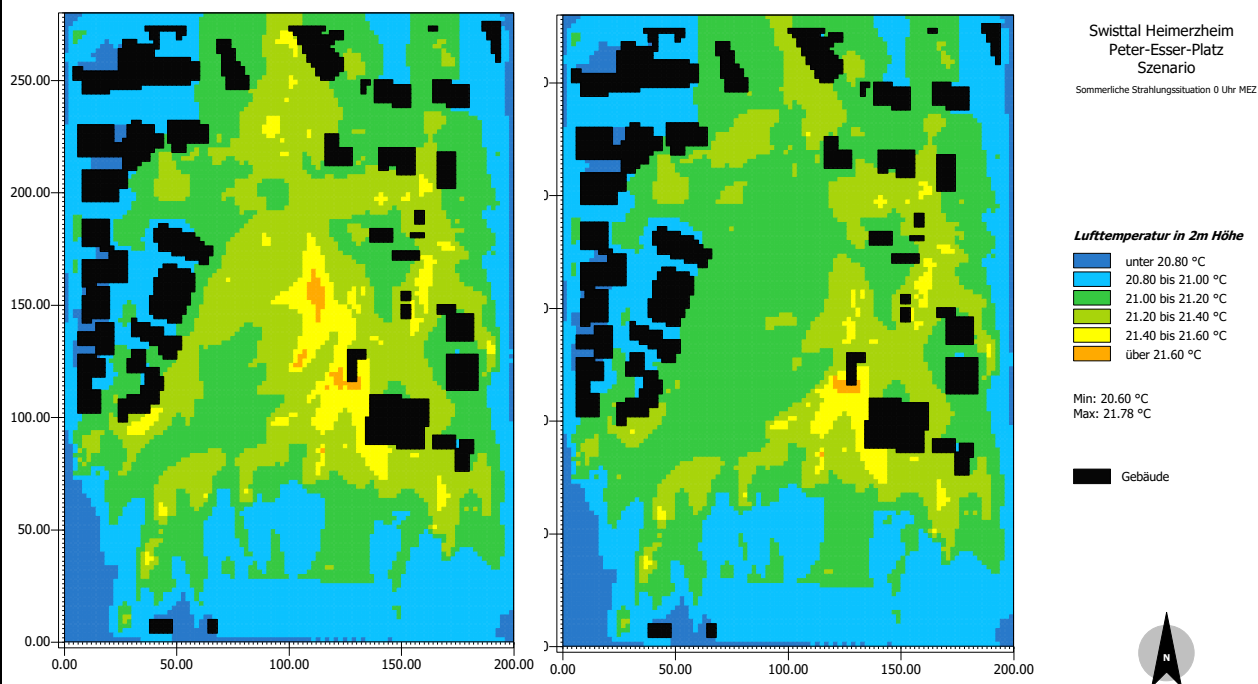 250.00
200.00
150.00
100.00
50.00
0.00
0.00 50.00 100.00 150.00 200.00
0.00 50.00 100.00 150.00 200.00
Swisttal Heimerzheim
Peter-Esser-Platz
Szenario
Sommerliche Strahlungssituation 0 Uhr MEZ
Lufttemperatur in 2m Höhe
unter 20.80 °C
20.80 bis 21.00 °C
21.00 bis 21.20 °C
21.20 bis 21.40 °C
21.40 bis 21.60 °C
über 21.60 °C
Min: 20.60 °C
Max: 21.78 °C
Gebäude
N